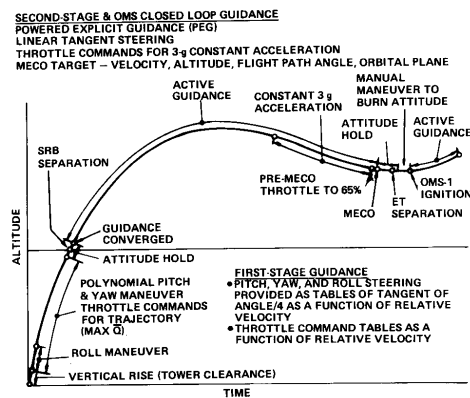 SECOND-STAGE & OMS CLOSED LOOP GUIDANCE
POWERED EXPLICIT GUIDANCE (PEG)
LINEAR TANGENT STEERING
THROTTLE COMMANDS FOR 3-g CONSTANT ACCELERATION
MECO TARGET – VELOCITY, ALTITUDE, FLIGHT PATH ANGLE, ORBITAL PLANE
ACTIVE
GUIDANCE
CONSTANT 3 g
ACCELERATION
MANUAL
MANEUVER TO
BURN ATTITUDE
ATTITUDE
HOLD
ACTIVE
GUIDANCE
SRB
SEPARATION
PRE-MECO
THROTTLE TO 65%
MECO
ET
SEPARATION
OMS-1
IGNITION
GUIDANCE
CONVERGED
ATTITUDE HOLD
ALTITUDE
POLYNOMIAL PITCH
& YAW MANEUVER
THROTTLE COMMANDS
FOR TRAJECTORY
(MAX Q̅)
FIRST-STAGE GUIDANCE
●PITCH, YAW, AND ROLL STEERING
PROVIDED AS TABLES OF TANGENT OF
ANGLE/4 AS A FUNCTION OF RELATIVE
VELOCITY
●THROTTLE COMMAND TABLES AS A
FUNCTION OF RELATIVE VELOCITY
ROLL MANEUVER
VERTICAL RISE (TOWER CLEARANCE)
TIME